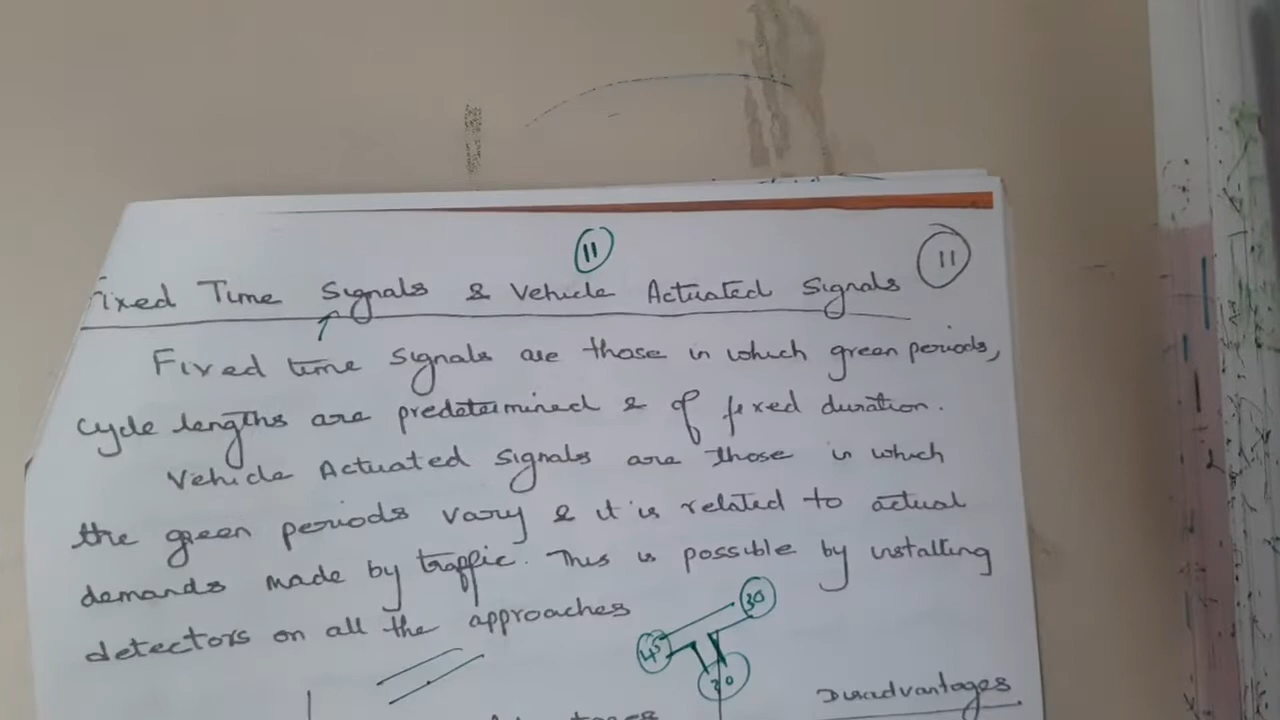 11
11
Fixed Time Signals & Vehicle Actuated Signals
Fixed time signals are those in which green periods,
cycle lengths are predetermined & of fixed duration.
Vehicle Actuated signals are those in which
the green periods vary & it is related to actual
demands made by traffic. This is possible by installing
detectors on all the approaches
30
45
30
Disadvantages